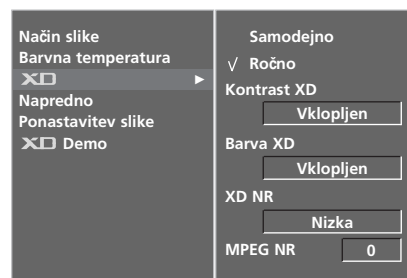 Način slike
Barvna temperatura
XD
Napredno
Ponastavitev slike
XD Demo
Samodejno
√ Ročno
Kontrast XD
Vklopljen
Barva XD
Vklopljen
XD NR
Nizka
MPEG NR 0